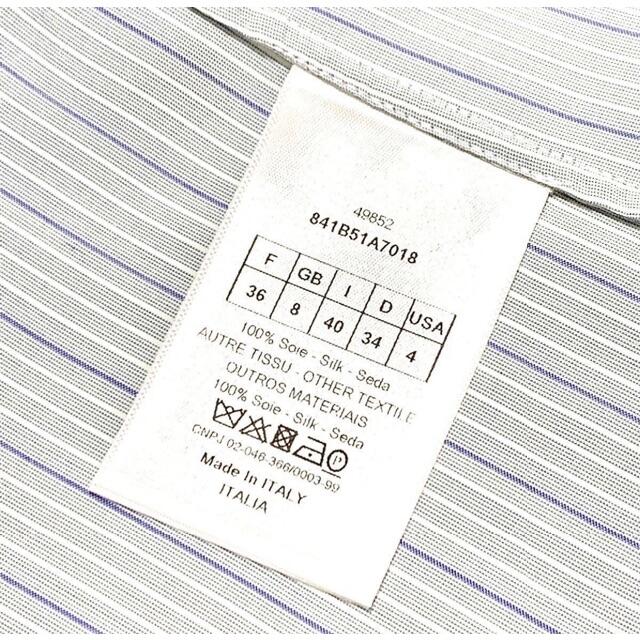 49852
841B51A7018
F GB I D USA
36 8 40 34 4
100% Soie - Silk - Seda
AUTRE TISSU - OTHER TEXTILE
OUTROS MATERIAIS
100% Soie - Silk - Seda
P
CNPJ 02-046-366/0003-99
Made In ITALY
ITALIA